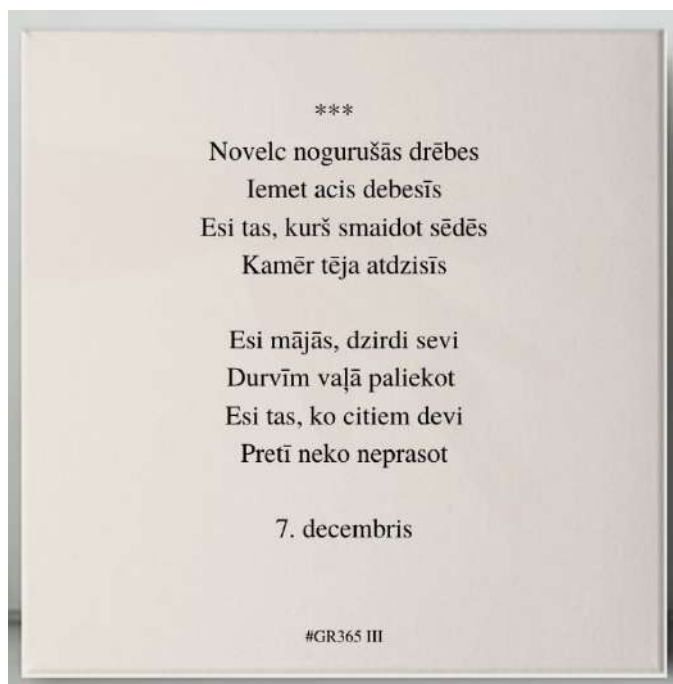 ***
Novelc nogurušās drēbes
Iemet acis debesīs
Esi tas, kurš smaidot sēdēs
Kamēr tēja atdzisīs
Esi mājās, dzirdi sevi
Durvīm vaļā paliekot
Esi tas, ko citiem devi
Pretī neko neprasot
7. decembris
#GR365 III